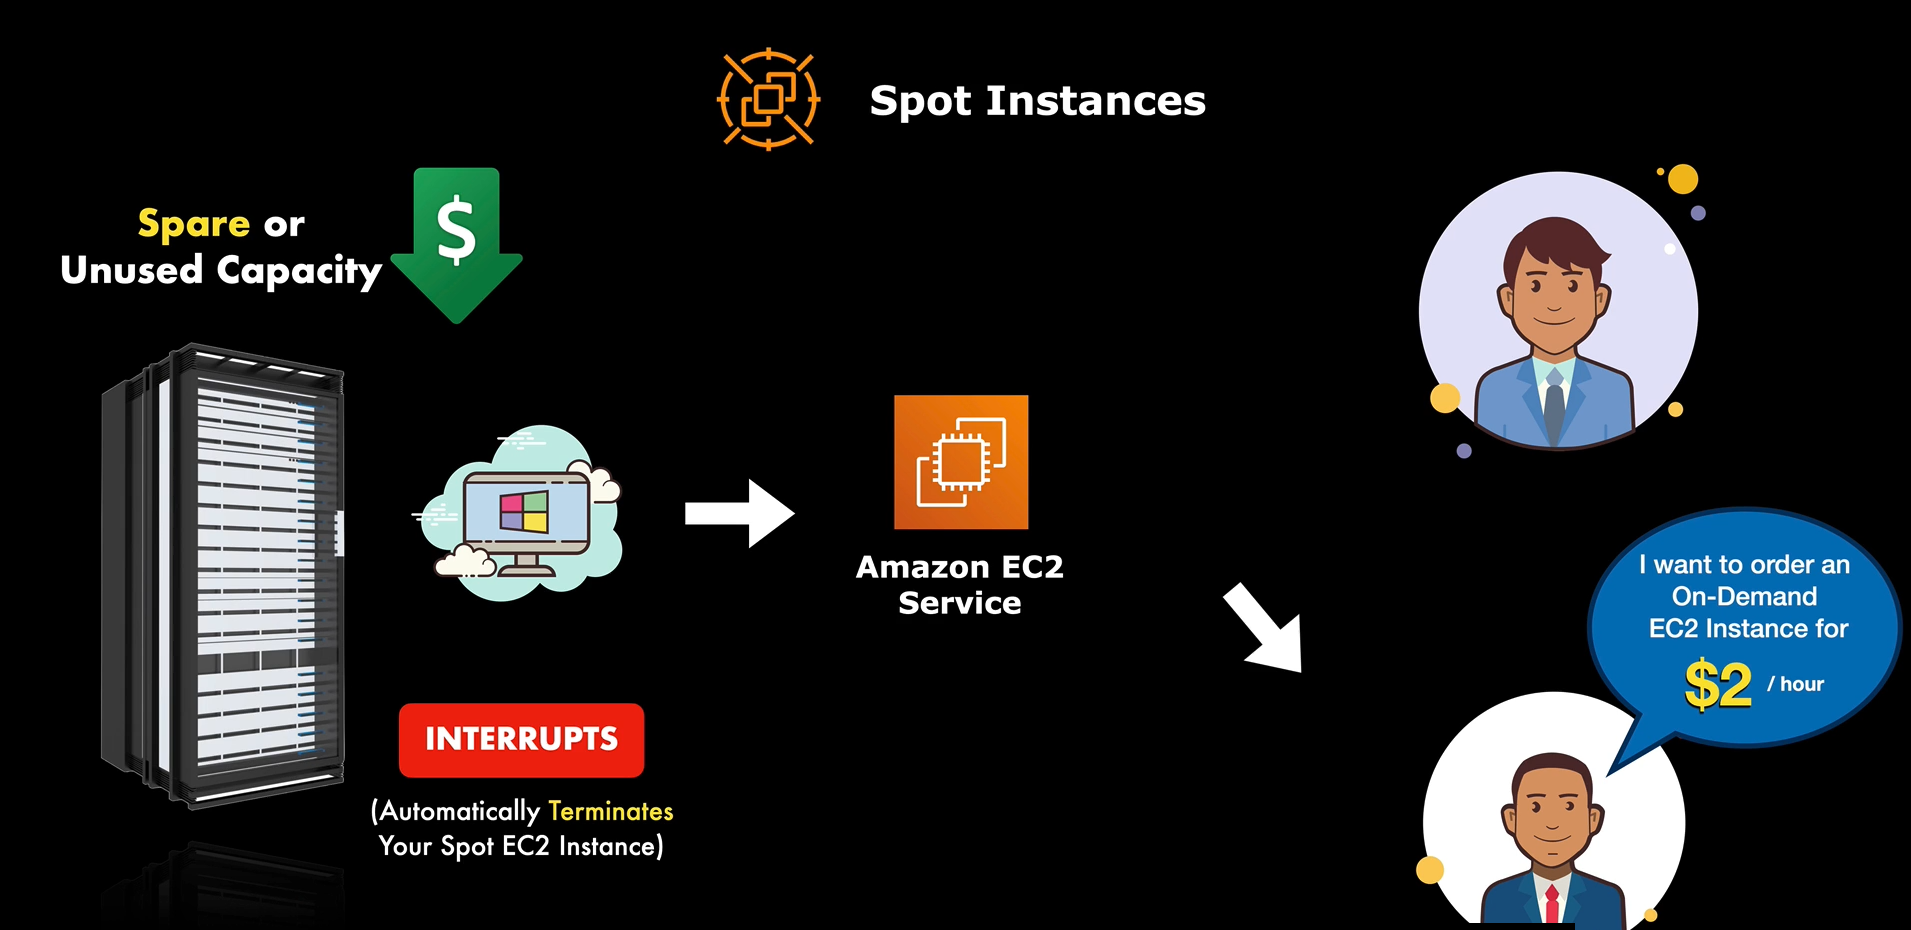 Spot Instances
Spare or
Unused Capacity
$
Amazon EC2
Service
INTERRUPTS
(Automatically Terminates
Your Spot EC2 Instance)
I want to order an
On-Demand
EC2 Instance for
$2 / hour